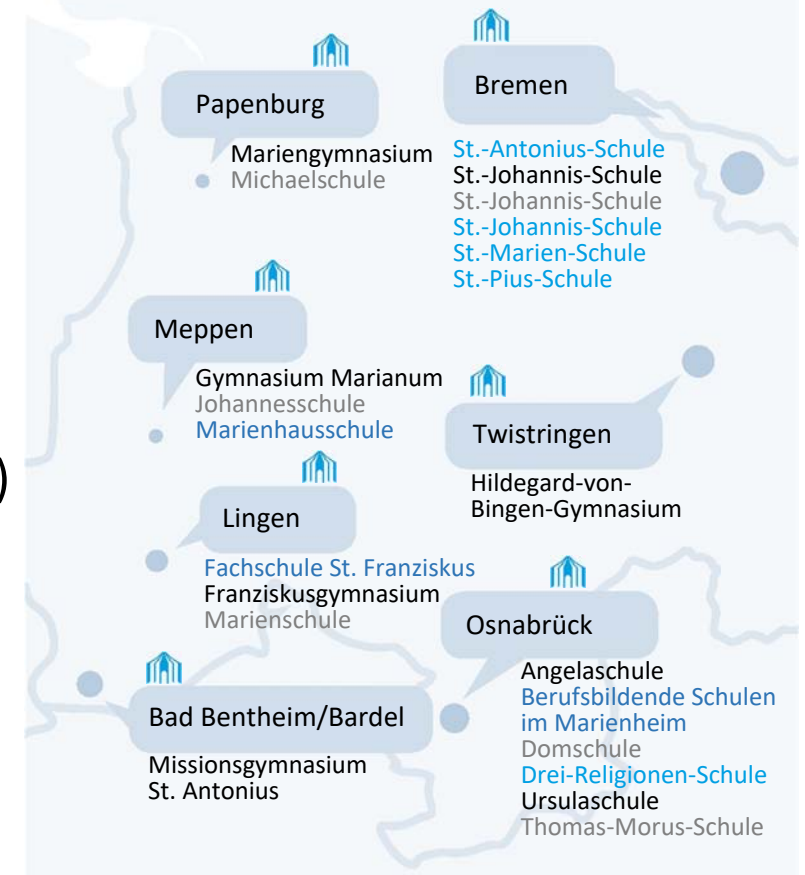 Papenburg
Mariengymnasium
Michaelschule
Bremen
St.-Antonius-Schule
St.-Johannis-Schule
St.-Johannis-Schule
St.-Johannis-Schule
St.-Marien-Schule
St.-Pius-Schule
Meppen
Gymnasium Marianum
Johannesschule
Marienhausschule
Twistringen
Hildegard-von-
Bingen-Gymnasium
)
Lingen
Fachschule St. Franziskus
Franziskusgymnasium
Marienschule
Osnabrück
Angelaschule
Berufsbildende Schulen
im Marienheim
Domschule
Drei-Religionen-Schule
Ursulaschule
Thomas-Morus-Schule
Bad Bentheim/Bardel
Missionsgymnasium
St. Antonius